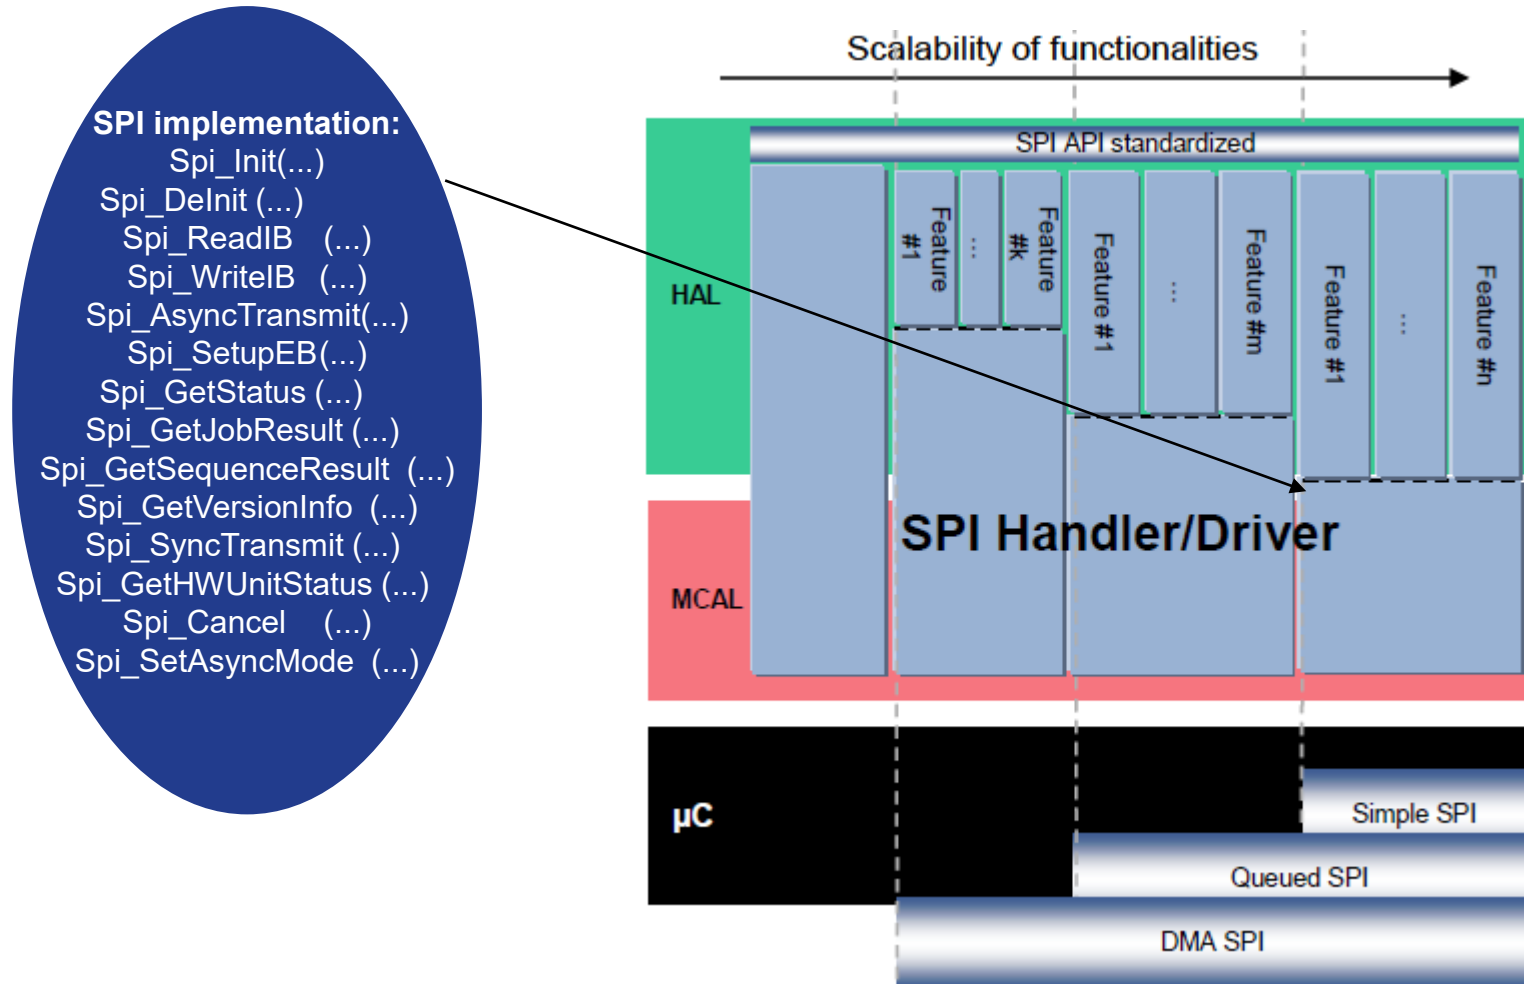 SPI implementation:
Spi_Init(...)
Spi_DeInit (...)
Spi_ReadIB (...)
Spi_WriteIB (...)
Spi_AsyncTransmit(...)
Spi_SetupEB(...)
Spi_GetStatus (...)
Spi_GetJobResult (...)
Spi_GetSequenceResult (...)
Spi_GetVersionInfo (...)
Spi_SyncTransmit (...)
Spi_GetHWUnitStatus (...)
Spi_Cancel (...)
Spi_SetAsyncMode (...)
Scalability of functionalities
SPI API standardized
HAL
Feature
#1
...
Feature
#k
Feature #1
...
Feature #m
Feature #1
...
Feature #n
SPI Handler/Driver
MCAL
µC
Simple SPI
Queued SPI
DMA SPI